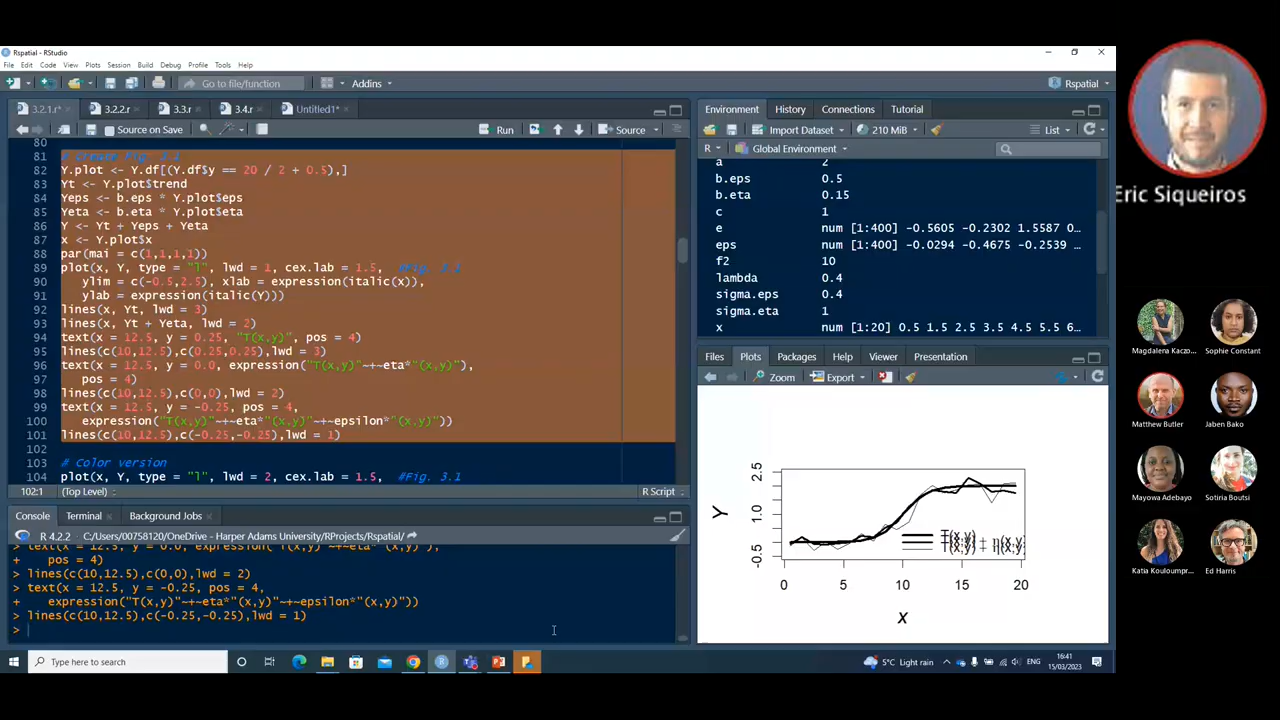 Rspatial - RStudio
File Edit Code View Plots Session Build Debug Profile Tools Help
Go to file/function
Addins
Rspatial
3.2.1.r*
3.2.2.r
3.3.r
3.4.r
Untitled1*
Source on Save
Run
Source
80
81 # Create Fig. 3.1
82 Y.plot <- Y.df[(Y.df$y == 20 / 2 + 0.5),]
83 Yt <- Y.plot$trend
84 Yeps <- b.eps * Y.plot$eps
85 Yeta <- b.eta * Y.plot$eta
86 Y <- Yt + Yeps + Yeta
87 x <- Y.plot$x
88 par(mai = c(1,1,1,1))
89 plot(x, Y, type = "l", lwd = 1, cex.lab = 1.5, #Fig. 3.1
90 ylim = c(-0.5,2.5), xlab = expression(italic(x)),
91 ylab = expression(italic(Y)))
92 lines(x, Yt, lwd = 3)
93 lines(x, Yt + Yeta, lwd = 2)
94 text(x = 12.5, y = 0.25, "T(x,y)", pos = 4)
95 lines(c(10,12.5),c(0.25,0.25),lwd = 3)
96 text(x = 12.5, y = 0.0, expression("T(x,y)"~+~eta*"(x,y)"),
97 pos = 4)
98 lines(c(10,12.5),c(0,0),lwd = 2)
99 text(x = 12.5, y = -0.25, pos = 4,
100 expression("T(x,y)"~+~eta*"(x,y)"~+~epsilon*"(x,y)"))
101 lines(c(10,12.5),c(-0.25,-0.25),lwd = 1)
102
103 # Color version
104 plot(x, Y, type = "l", lwd = 2, cex.lab = 1.5, #Fig. 3.1
102:1 (Top Level) R Script
Console Terminal Background Jobs
R 4.2.2 · C:/Users/00758120/OneDrive - Harper Adams University/RProjects/Rspatial/
> text(x = 12.5, y = 0.0, expression("T(x,y)"~+~eta*"(x,y)"),
+ pos = 4)
> lines(c(10,12.5),c(0,0),lwd = 2)
> text(x = 12.5, y = -0.25, pos = 4,
+ expression("T(x,y)"~+~eta*"(x,y)"~+~epsilon*"(x,y)"))
> lines(c(10,12.5),c(-0.25,-0.25),lwd = 1)
>
Environment History Connections Tutorial
Import Dataset 210 MiB List
R Global Environment
a 2
b.eps 0.5
b.eta 0.15
c 1
e num [1:400] -0.5605 -0.2302 1.5587 0...
eps num [1:400] -0.0294 -0.4675 -0.2539 ...
f2 10
lambda 0.4
sigma.eps 0.4
sigma.eta 1
x num [1:20] 0.5 1.5 2.5 3.5 4.5 5.5 6...
Files Plots Packages Help Viewer Presentation
Zoom Export
Y
2.5
1.0
-0.5
0 5 10 15 20
x
Type here to search
5°C Light rain
ENG
16:41
15/03/2023
Eric Siqueiros
Magdalena Kaczo...
Sophie Constant
Matthew Butler
Jaben Bako
Mayowa Adebayo
Sotiria Boutsi
Katia Kouloumpr...
Ed Harris